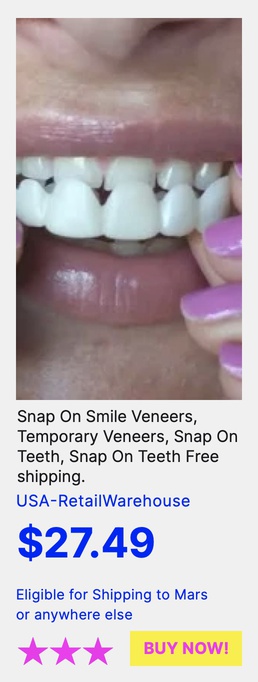 Snap On Smile Veneers,
Temporary Veneers, Snap On
Teeth, Snap On Teeth Free
shipping.
USA-RetailWarehouse
$27.49
Eligible for Shipping to Mars
or anywhere else
BUY NOW!